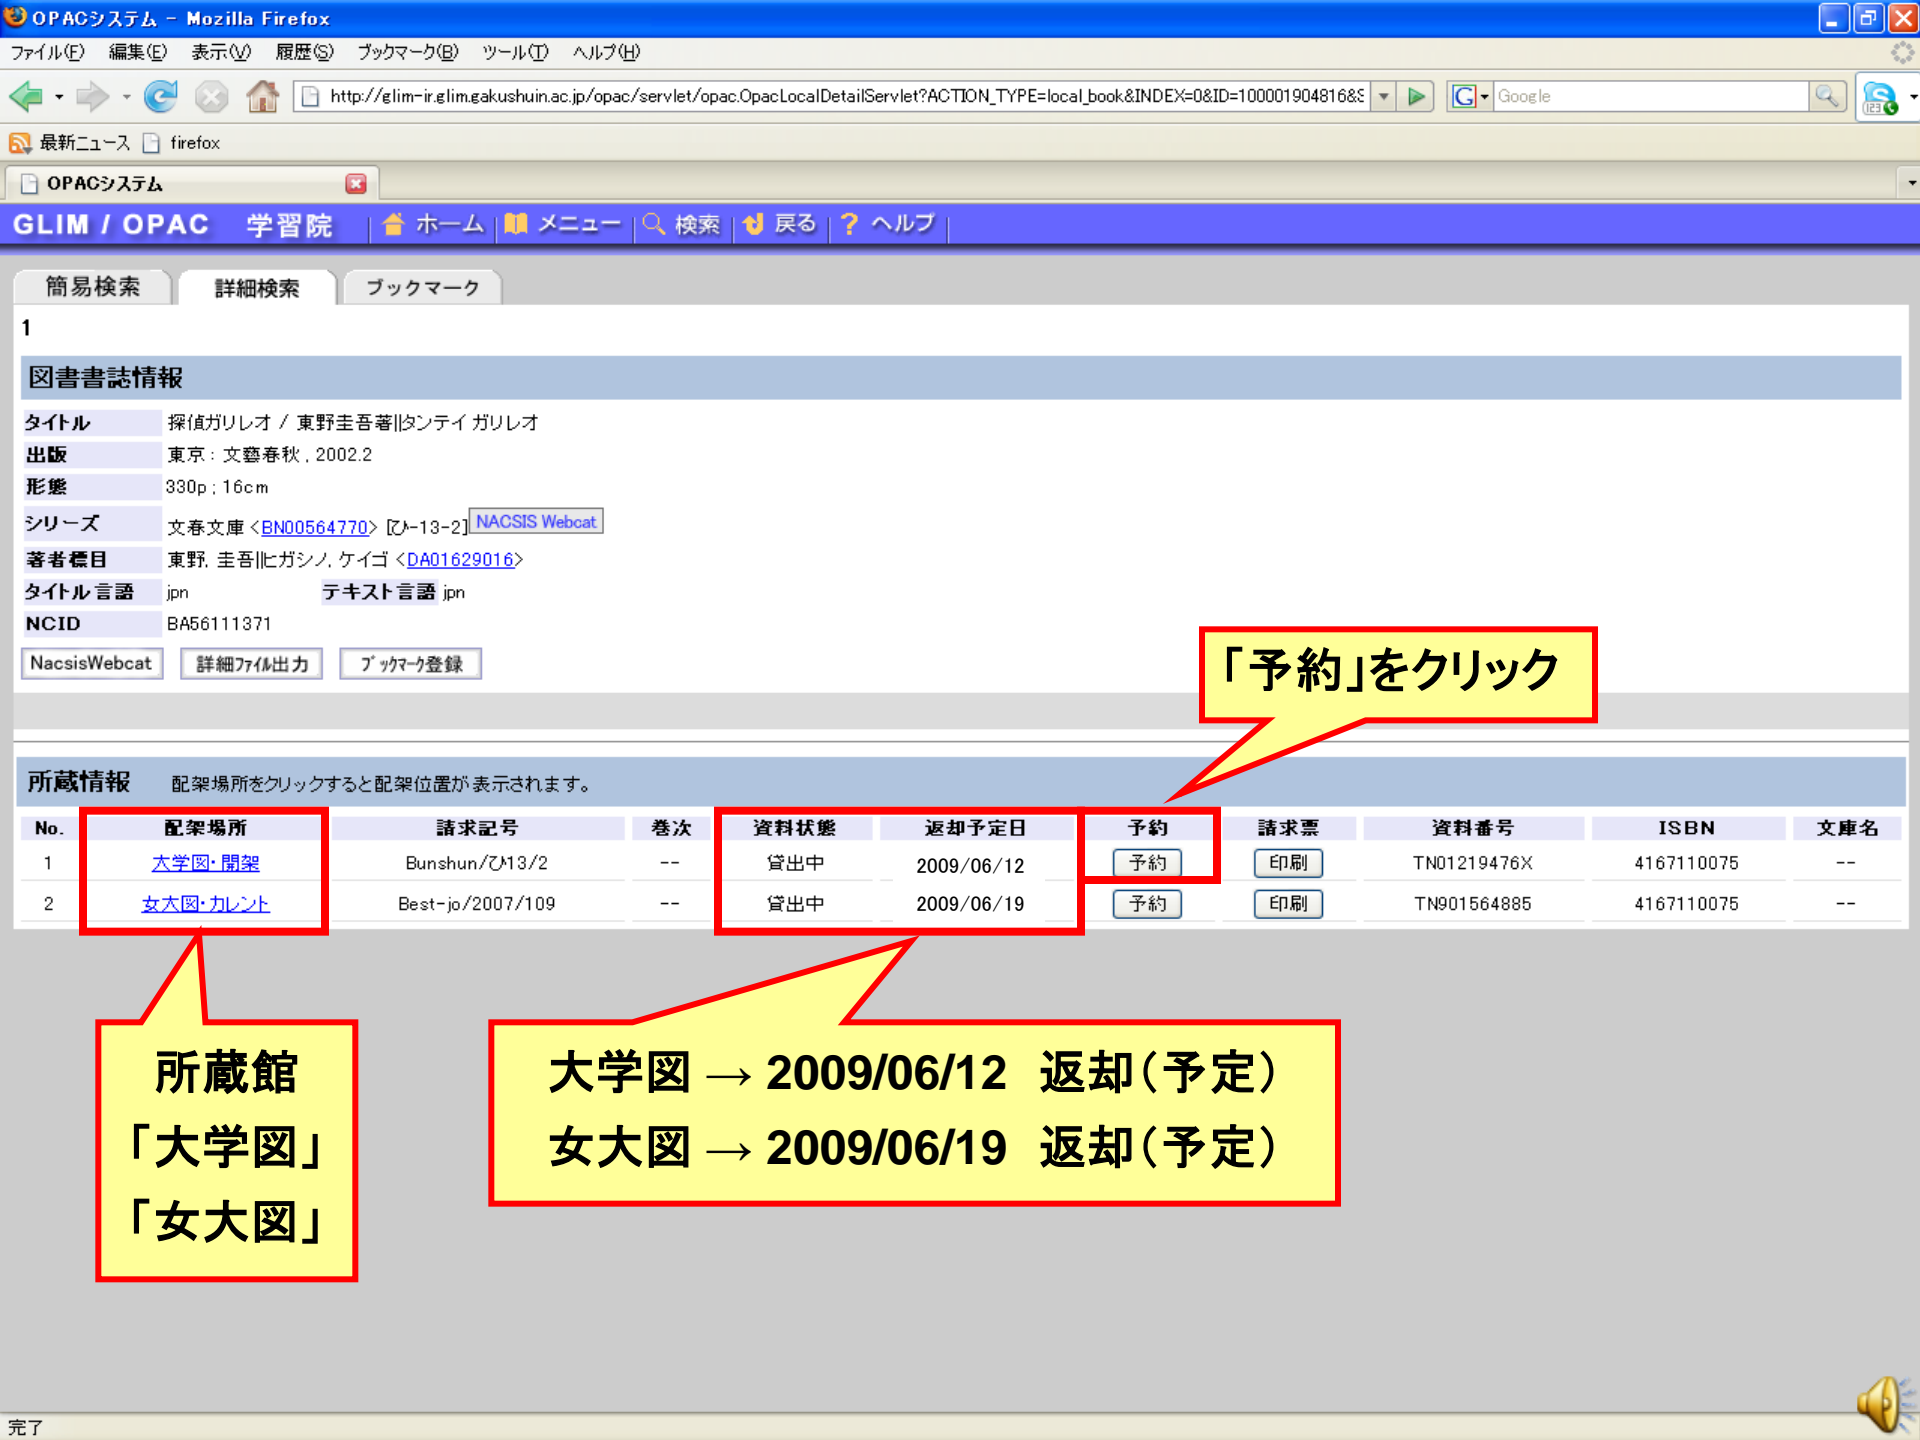 OPACシステム - Mozilla Firefox
ファイル(F) 編集(E) 表示(V) 履歴(S) ブックマーク(B) ツール(T) ヘルプ(H)
http://glim-ir.glim.gakushuin.ac.jp/opac/servlet/opac.OpacLocalDetailServlet?ACTION_TYPE=local_book&INDEX=0&ID=100001904816&S
G Google
最新ニュース firefox
OPACシステム
GLIM / OPAC 学習院 ホーム メニュー 検索 戻る ? ヘルプ
簡易検索 詳細検索 ブックマーク
1
図書書誌情報
タイトル 探偵ガリレオ / 東野圭吾著||タンテイ ガリレオ
出版 東京 : 文藝春秋 , 2002.2
形態 330p ; 16cm
シリーズ 文春文庫 <BN00564770> [ひ-13-2] NACSIS Webcat
著者標目 東野, 圭吾||ヒガシノ, ケイゴ <DA01629016>
タイトル言語 jpn テキスト言語 jpn
NCID BA56111371
NacsisWebcat 詳細ファイル出力 ブックマーク登録
「予約」をクリック
所蔵情報 配架場所をクリックすると配架位置が表示されます。
No. 配架場所 請求記号 巻次 資料状態 返却予定日 予約 請求票 資料番号 ISBN 文庫名
1 大学図・開架 Bunshun/ひ13/2 -- 貸出中 2009/06/12 予約 印刷 TN01219476X 4167110075 --
2 女大図・カレント Best-jo/2007/109 -- 貸出中 2009/06/19 予約 印刷 TN901564885 4167110075 --
所蔵館
「大学図」
「女大図」
大学図 → 2009/06/12 返却(予定)
女大図 → 2009/06/19 返却(予定)
完了